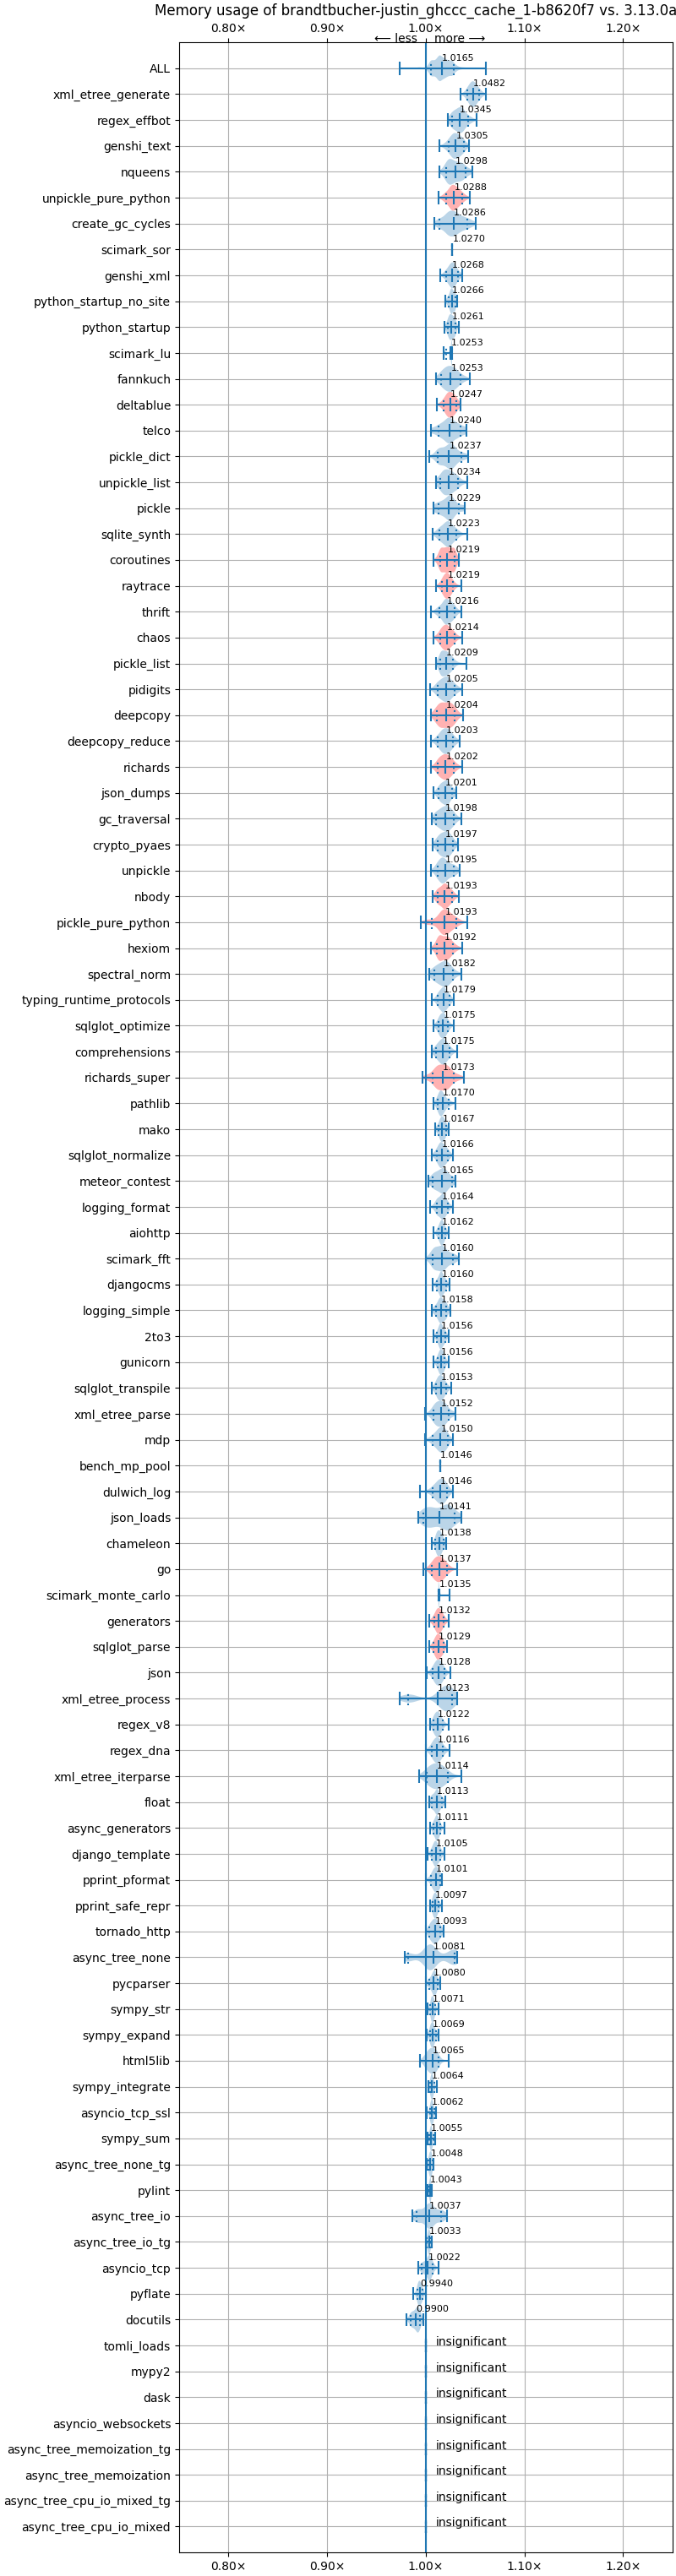 Memory usage of brandtbucher-justin_ghccc_cache_1-b8620f7 vs. 3.13.0a
0.80× 0.90× 1.00× 1.10× 1.20×
⟵ less more ⟶
ALL 1.0165
xml_etree_generate 1.0482
regex_effbot 1.0345
genshi_text 1.0305
nqueens 1.0298
unpickle_pure_python 1.0288
create_gc_cycles 1.0286
scimark_sor 1.0270
genshi_xml 1.0268
python_startup_no_site 1.0266
python_startup 1.0261
scimark_lu 1.0253
fannkuch 1.0253
deltablue 1.0247
telco 1.0240
pickle_dict 1.0237
unpickle_list 1.0234
pickle 1.0229
sqlite_synth 1.0223
coroutines 1.0219
raytrace 1.0219
thrift 1.0216
chaos 1.0214
pickle_list 1.0209
pidigits 1.0205
deepcopy 1.0204
deepcopy_reduce 1.0203
richards 1.0202
json_dumps 1.0201
gc_traversal 1.0198
crypto_pyaes 1.0197
unpickle 1.0195
nbody 1.0193
pickle_pure_python 1.0193
hexiom 1.0192
spectral_norm 1.0182
typing_runtime_protocols 1.0179
sqlglot_optimize 1.0175
comprehensions 1.0175
richards_super 1.0173
pathlib 1.0170
mako 1.0167
sqlglot_normalize 1.0166
meteor_contest 1.0165
logging_format 1.0164
aiohttp 1.0162
scimark_fft 1.0160
djangocms 1.0160
logging_simple 1.0158
2to3 1.0156
gunicorn 1.0156
sqlglot_transpile 1.0153
xml_etree_parse 1.0152
mdp 1.0150
bench_mp_pool 1.0146
dulwich_log 1.0146
json_loads 1.0141
chameleon 1.0138
go 1.0137
scimark_monte_carlo 1.0135
generators 1.0132
sqlglot_parse 1.0129
json 1.0128
xml_etree_process 1.0123
regex_v8 1.0122
regex_dna 1.0116
xml_etree_iterparse 1.0114
float 1.0113
async_generators 1.0111
django_template 1.0105
pprint_pformat 1.0101
pprint_safe_repr 1.0097
tornado_http 1.0093
async_tree_none 1.0081
pycparser 1.0080
sympy_str 1.0071
sympy_expand 1.0069
html5lib 1.0065
sympy_integrate 1.0064
asyncio_tcp_ssl 1.0062
sympy_sum 1.0055
async_tree_none_tg 1.0048
pylint 1.0043
async_tree_io 1.0037
async_tree_io_tg 1.0033
asyncio_tcp 1.0022
pyflate 0.9940
docutils 0.9900
tomli_loads insignificant
mypy2 insignificant
dask insignificant
asyncio_websockets insignificant
async_tree_memoization_tg insignificant
async_tree_memoization insignificant
async_tree_cpu_io_mixed_tg insignificant
async_tree_cpu_io_mixed insignificant
0.80× 0.90× 1.00× 1.10× 1.20×